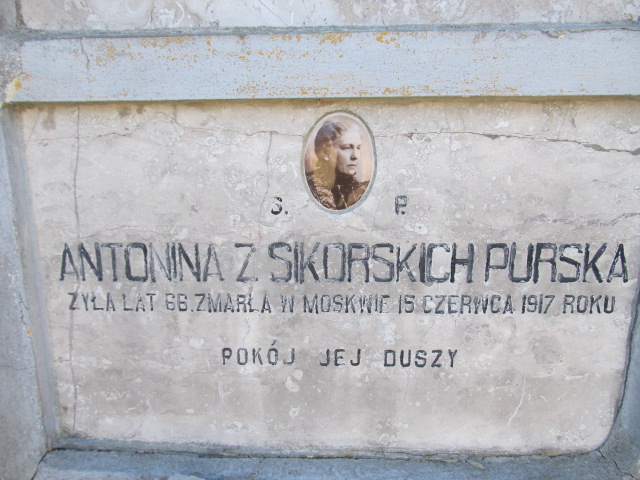 S. P.
ANTONINA Z SIKORSKICH PURSKA
ŻYŁA LAT 66. ZMARŁA W MOSKWIE 15 CZERWCA 1917 ROKU
POKÓJ JEJ DUSZY